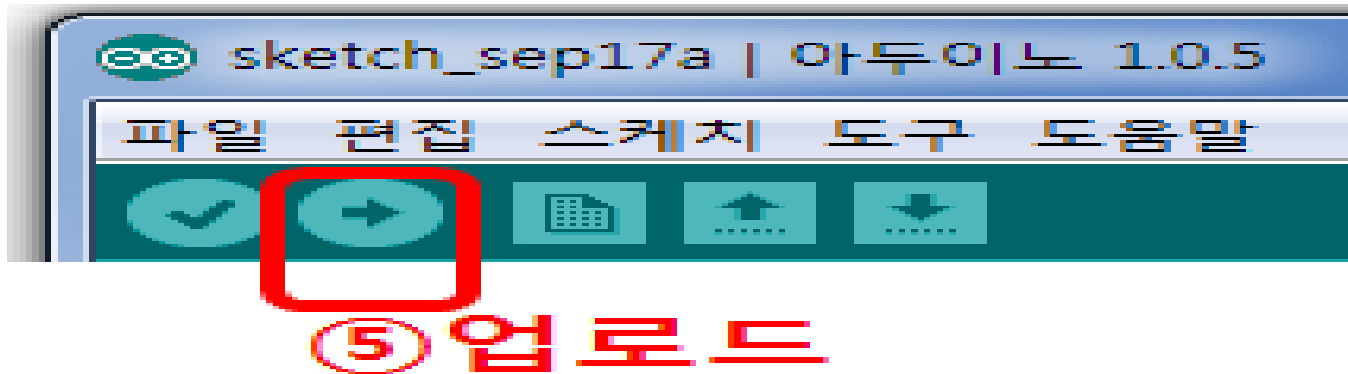 sketch_sep17a | 아두이노 1.0.5
파일 편집 스케치 도구 도움말
⑤업로드